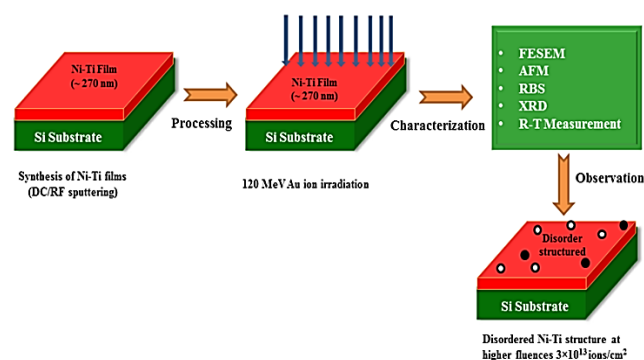 Ni-Ti Film
(~ 270 nm)
Si Substrate
Synthesis of Ni-Ti films
(DC/RF sputtering)
Processing
Ni-Ti Film
(~ 270 nm)
Si Substrate
120 MeV Au ion irradiation
Characterization
• FESEM
• AFM
• RBS
• XRD
• R-T Measurement
Observation
Disorder
structured
Si Substrate
Disordered Ni-Ti structure at
higher fluences 3×10¹³ ions/cm²